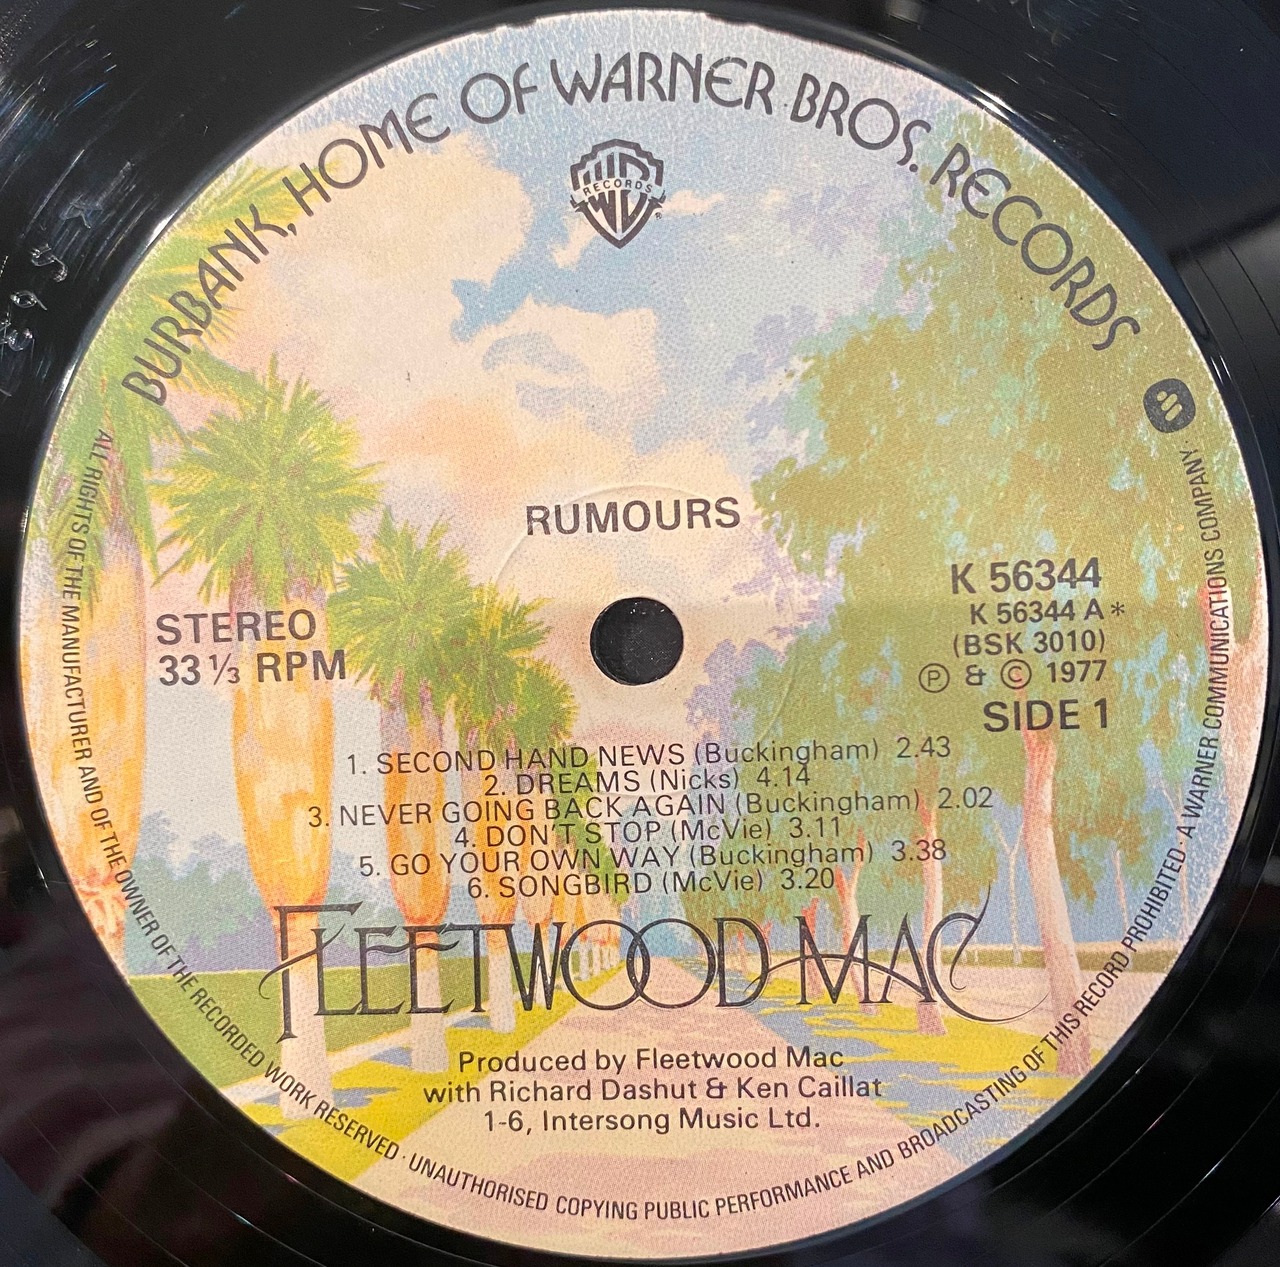 BURBANK, HOME OF WARNER BROS. RECORDS
RECORDS
W
®
RUMOURS
STEREO
33 ⅓ RPM
K 56344
K 56344 A*
(BSK 3010)
Ⓟ & © 1977
SIDE 1
1. SECOND HAND NEWS (Buckingham) 2.43
2. DREAMS (Nicks) 4.14
3. NEVER GOING BACK AGAIN (Buckingham) 2.02
4. DON'T STOP (McVie) 3.11
5. GO YOUR OWN WAY (Buckingham) 3.38
6. SONGBIRD (McVie) 3.20
FLEETWOOD MAC
Produced by Fleetwood Mac
with Richard Dashut & Ken Caillat
1-6, Intersong Music Ltd.
ALL RIGHTS OF THE MANUFACTURER AND OF THE OWNER OF THE RECORDED WORK RESERVED · UNAUTHORISED COPYING PUBLIC PERFORMANCE AND BROADCASTING OF THIS RECORD PROHIBITED · A WARNER COMMUNICATIONS COMPANY ·